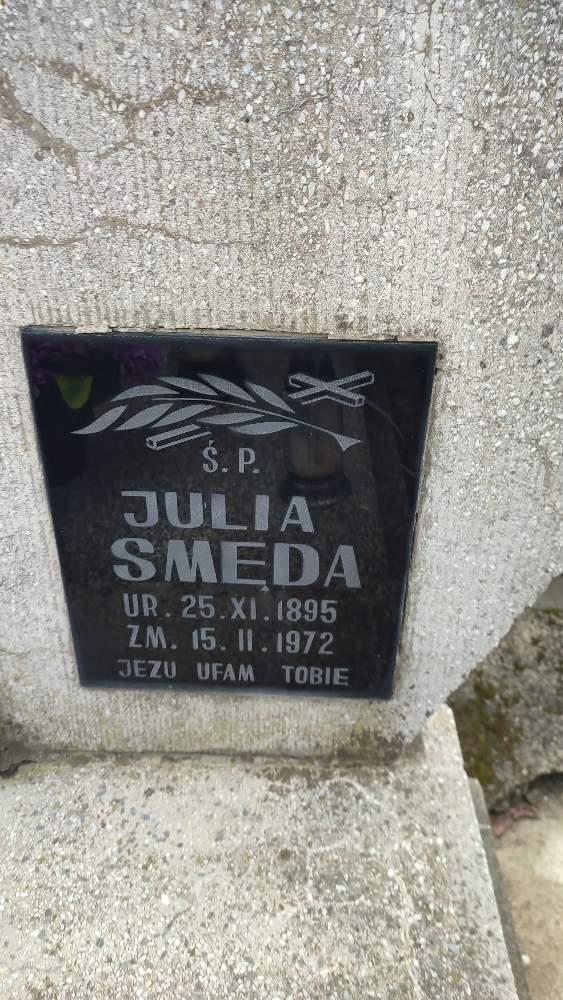 Ś. P.
JULIA
SMĘDA
UR. 25. XI. 1895
ZM. 15. II. 1972
JEZU UFAM TOBIE